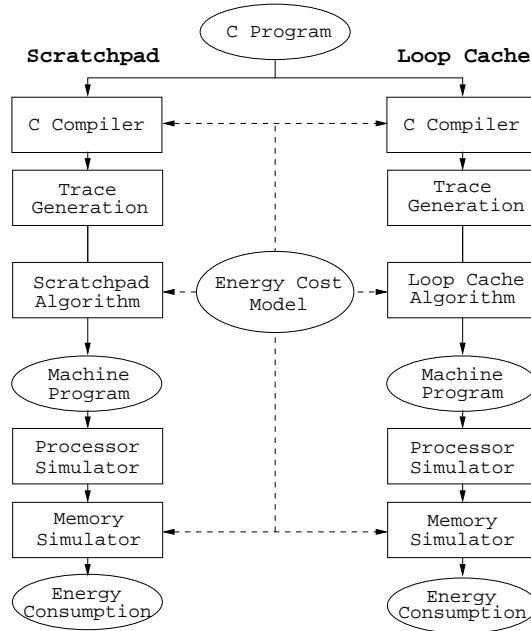 C Program
Scratchpad
Loop Cache
C Compiler
C Compiler
Trace
Generation
Trace
Generation
Scratchpad
Algorithm
Energy Cost
Model
Loop Cache
Algorithm
Machine
Program
Machine
Program
Processor
Simulator
Processor
Simulator
Memory
Simulator
Memory
Simulator
Energy
Consumption
Energy
Consumption